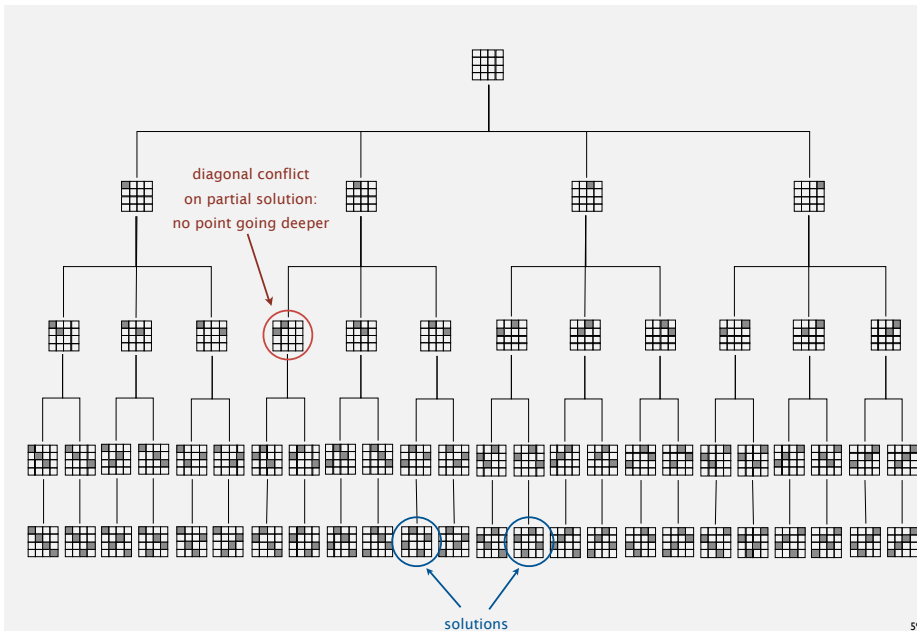 diagonal conflict
on partial solution:
no point going deeper
solutions